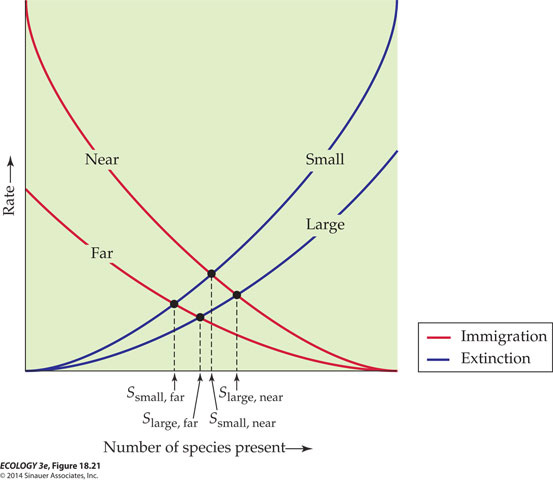 Near
Small
Large
Far
Rate
Immigration
Extinction
Ssmall, far
Slarge, near
Slarge, far
Ssmall, near
Number of species present
ECOLOGY 3e, Figure 18.21
© 2014 Sinauer Associates, Inc.